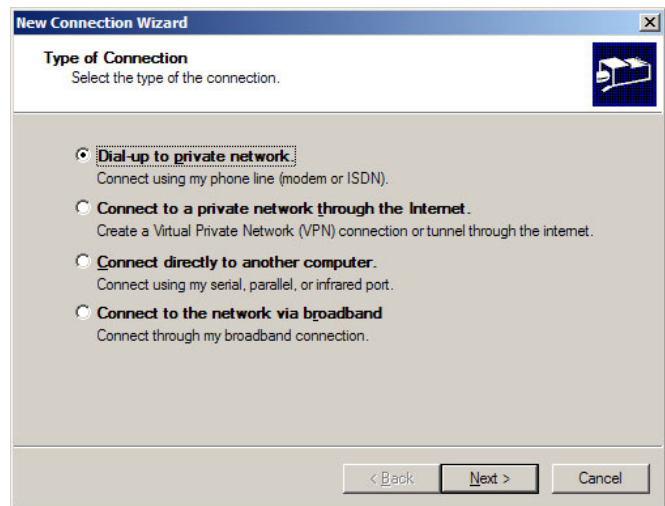 New Connection Wizard
Type of Connection
Select the type of the connection.
Dial-up to private network.
Connect using my phone line (modem or ISDN).
Connect to a private network through the Internet.
Create a Virtual Private Network (VPN) connection or tunnel through the internet.
Connect directly to another computer.
Connect using my serial, parallel, or infrared port.
Connect to the network via broadband
Connect through my broadband connection.
< Back Next > Cancel